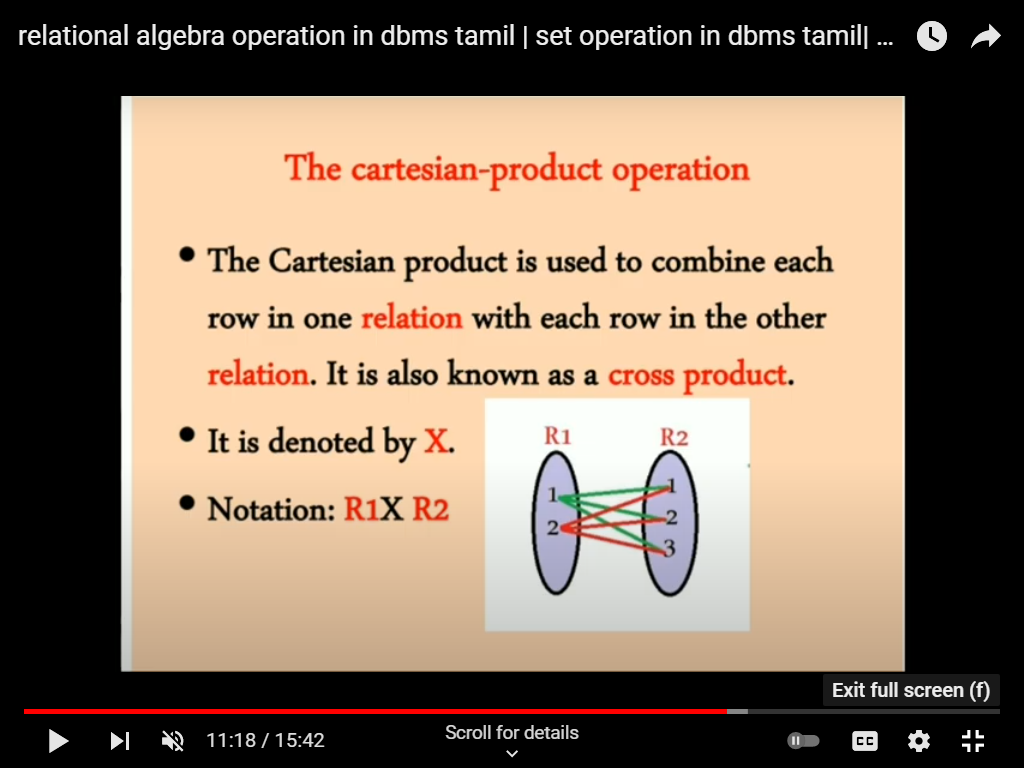 relational algebra operation in dbms tamil | set operation in dbms tamil| ...
The cartesian-product operation
• The Cartesian product is used to combine each
row in one relation with each row in the other
relation. It is also known as a cross product.
• It is denoted by X.
• Notation: R1X R2
R1 R2
1 1
2 2
3
Exit full screen (f)
11:18 / 15:42
Scroll for details
CC